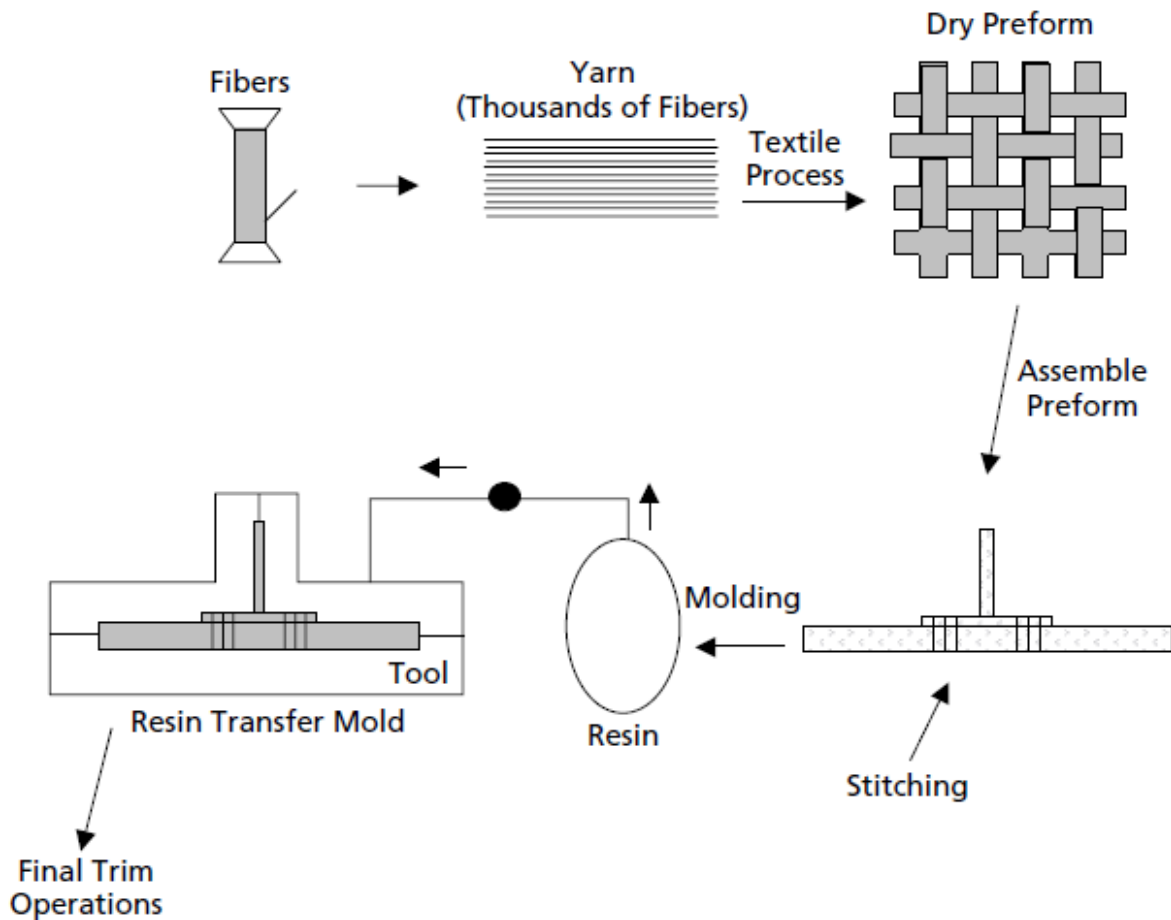 Dry Preform
Fibers
Yarn
(Thousands of Fibers)
Textile
Process
Assemble
Preform
Molding
Tool
Resin Transfer Mold
Resin
Stitching
Final Trim
Operations